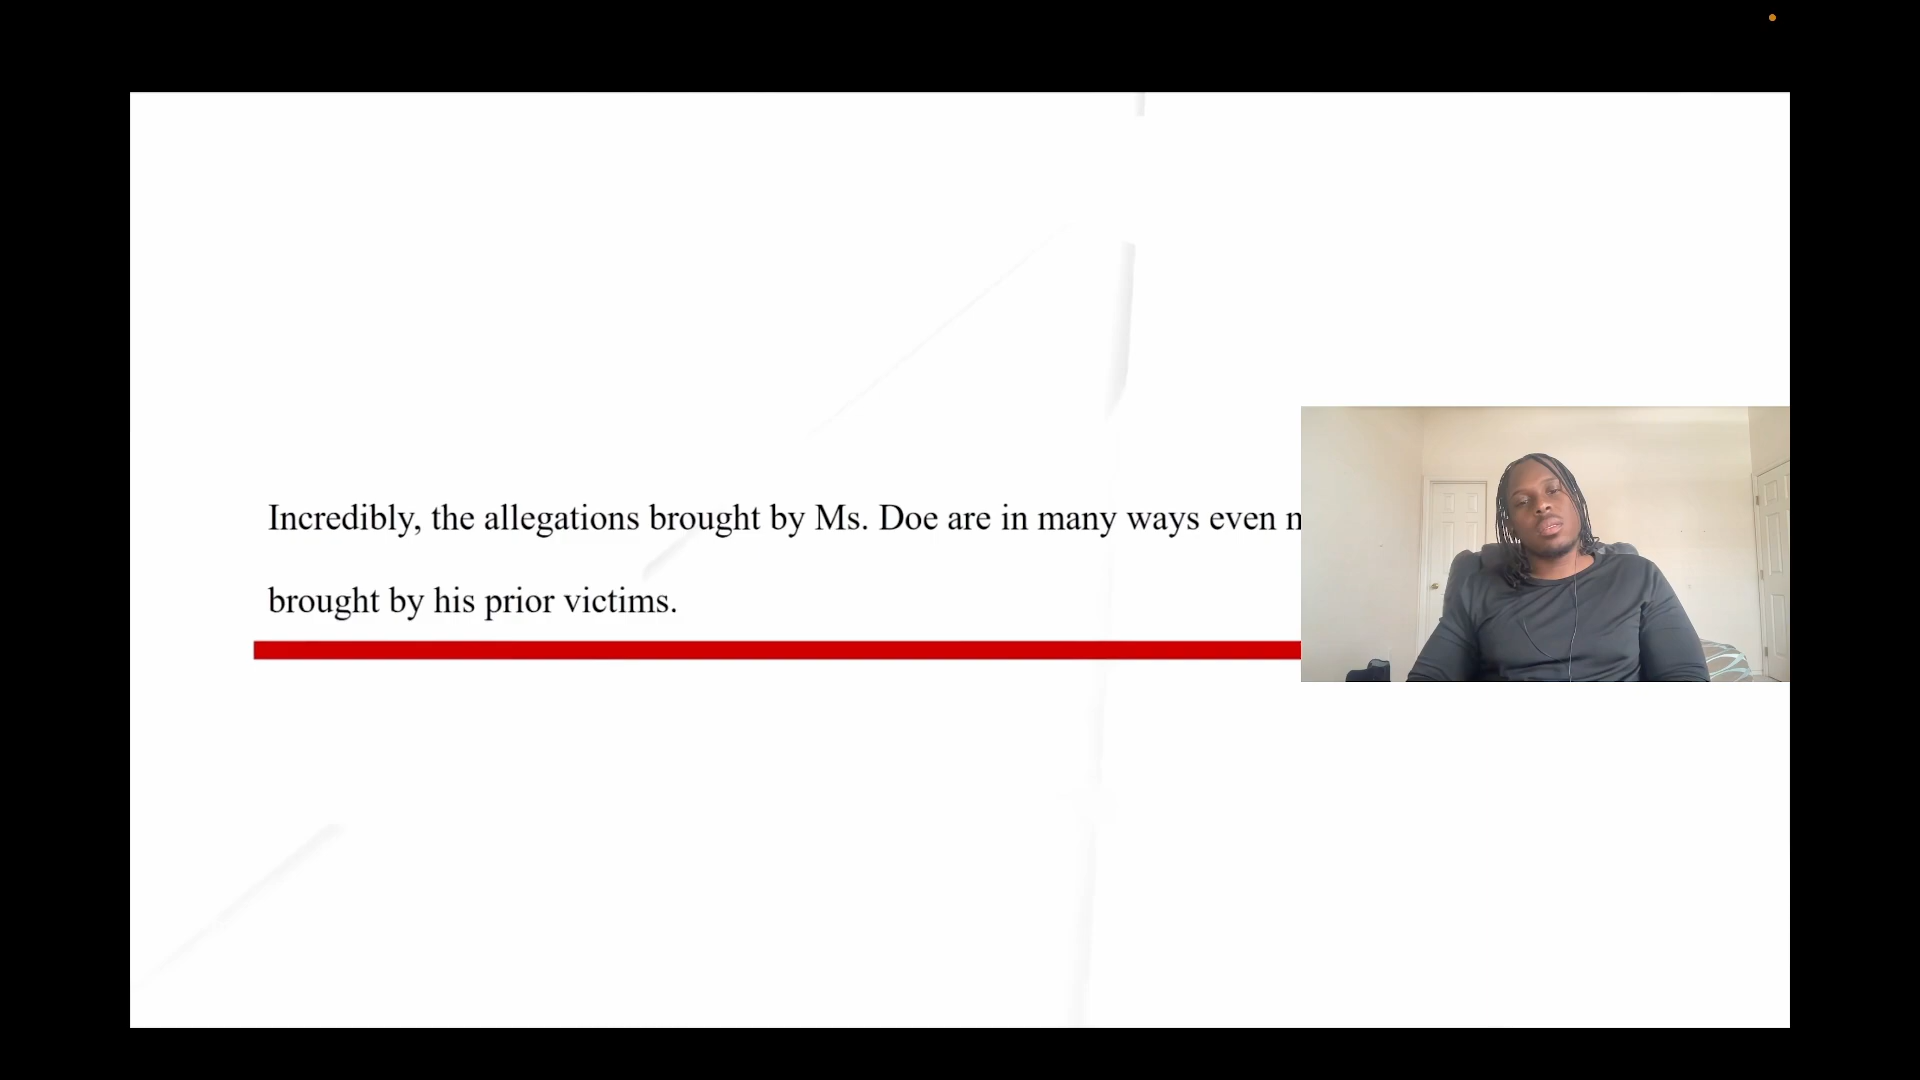 Incredibly, the allegations brought by Ms. Doe are in many ways even
brought by his prior victims.